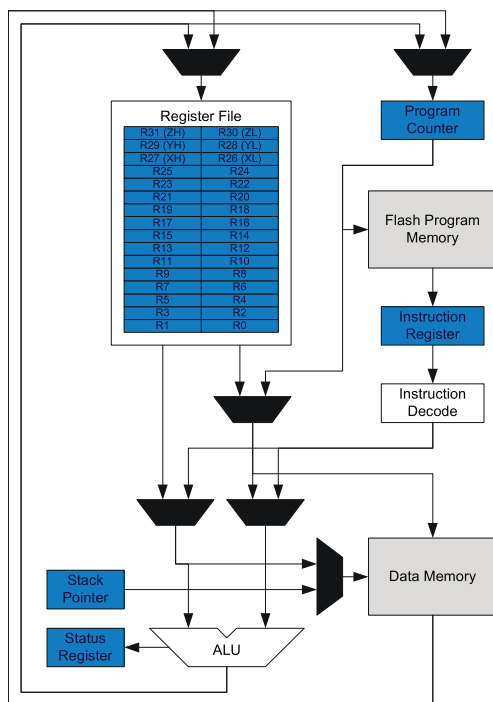 Register File
R31 (ZH) R30 (ZL)
R29 (YH) R28 (YL)
R27 (XH) R26 (XL)
R25 R24
R23 R22
R21 R20
R19 R18
R17 R16
R15 R14
R13 R12
R11 R10
R9 R8
R7 R6
R5 R4
R3 R2
R1 R0
Program
Counter
Flash Program
Memory
Instruction
Register
Instruction
Decode
Stack
Pointer
Data Memory
Status
Register
ALU